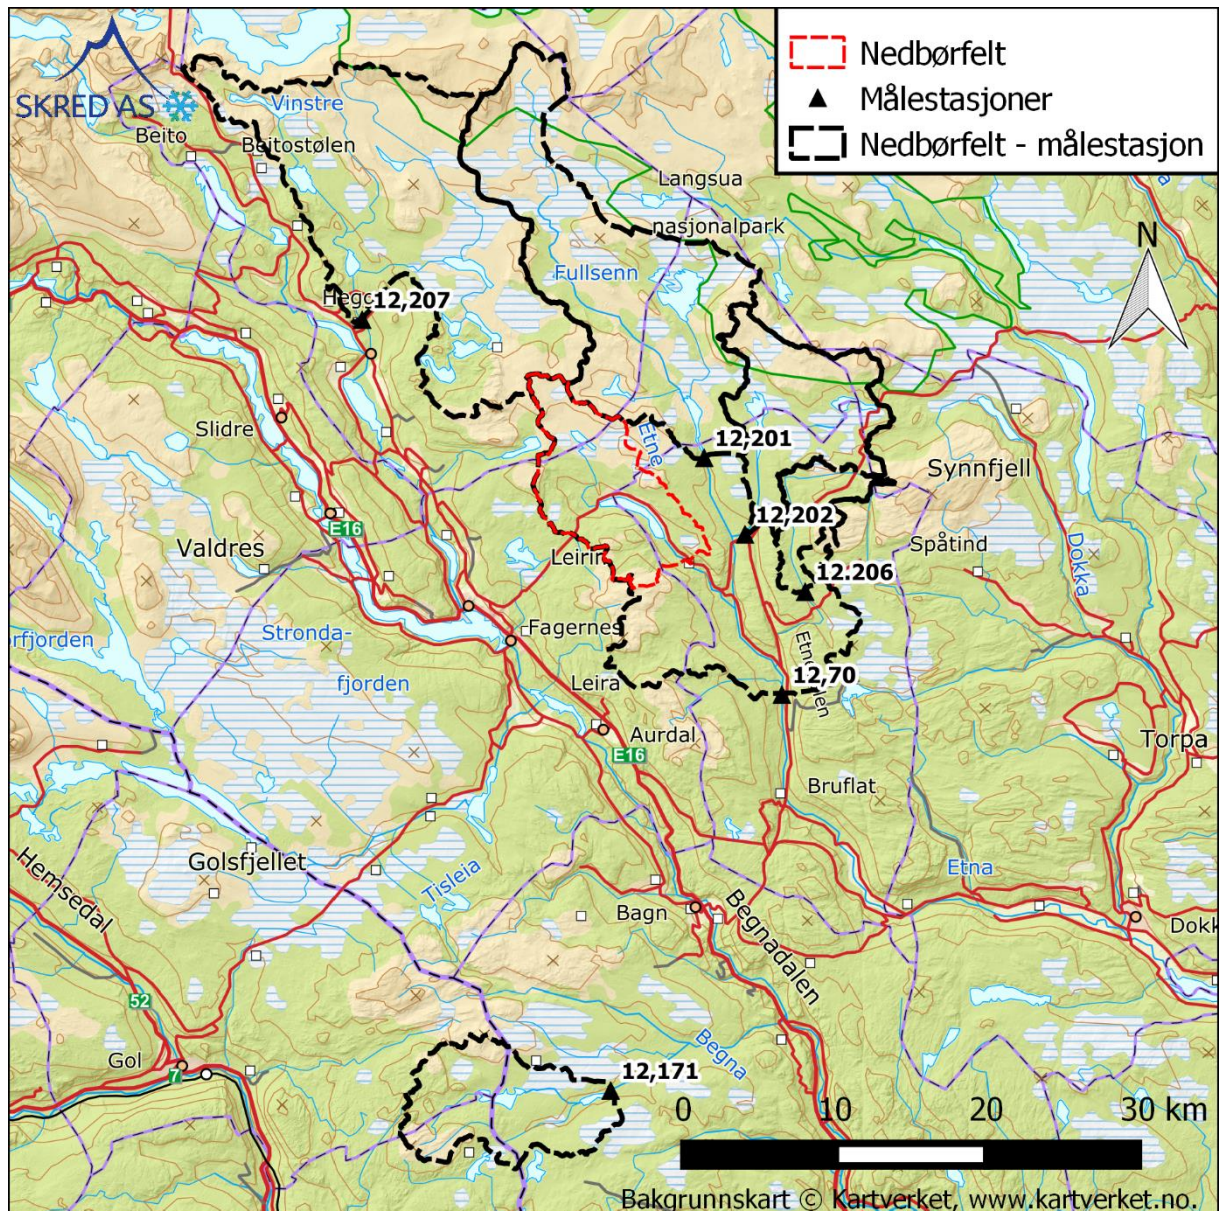 Nedbørfelt
Målestasjoner
Nedbørfelt - målestasjon
SKRED AS
Vinstre
Beito
Beitostølen
Langsua
nasjonalpark
N
Fullsenn
12,207
Slidre
Etne
12,201
Synnfjell
E16
12,202
Valdres
Spåtind
Dokka
12.206
Stronda-
Fagernes
fjorden
Leira
12,70
Aurdal
E16
Torpa
Bruflat
Golsfjellet
Hemsedal
Tisleia
Etna
Bagn
Begnadalen
52
Begna
Gol
7
12,171
0 10 20 30 km
Bakgrunnskart © Kartverket, www.kartverket.no.